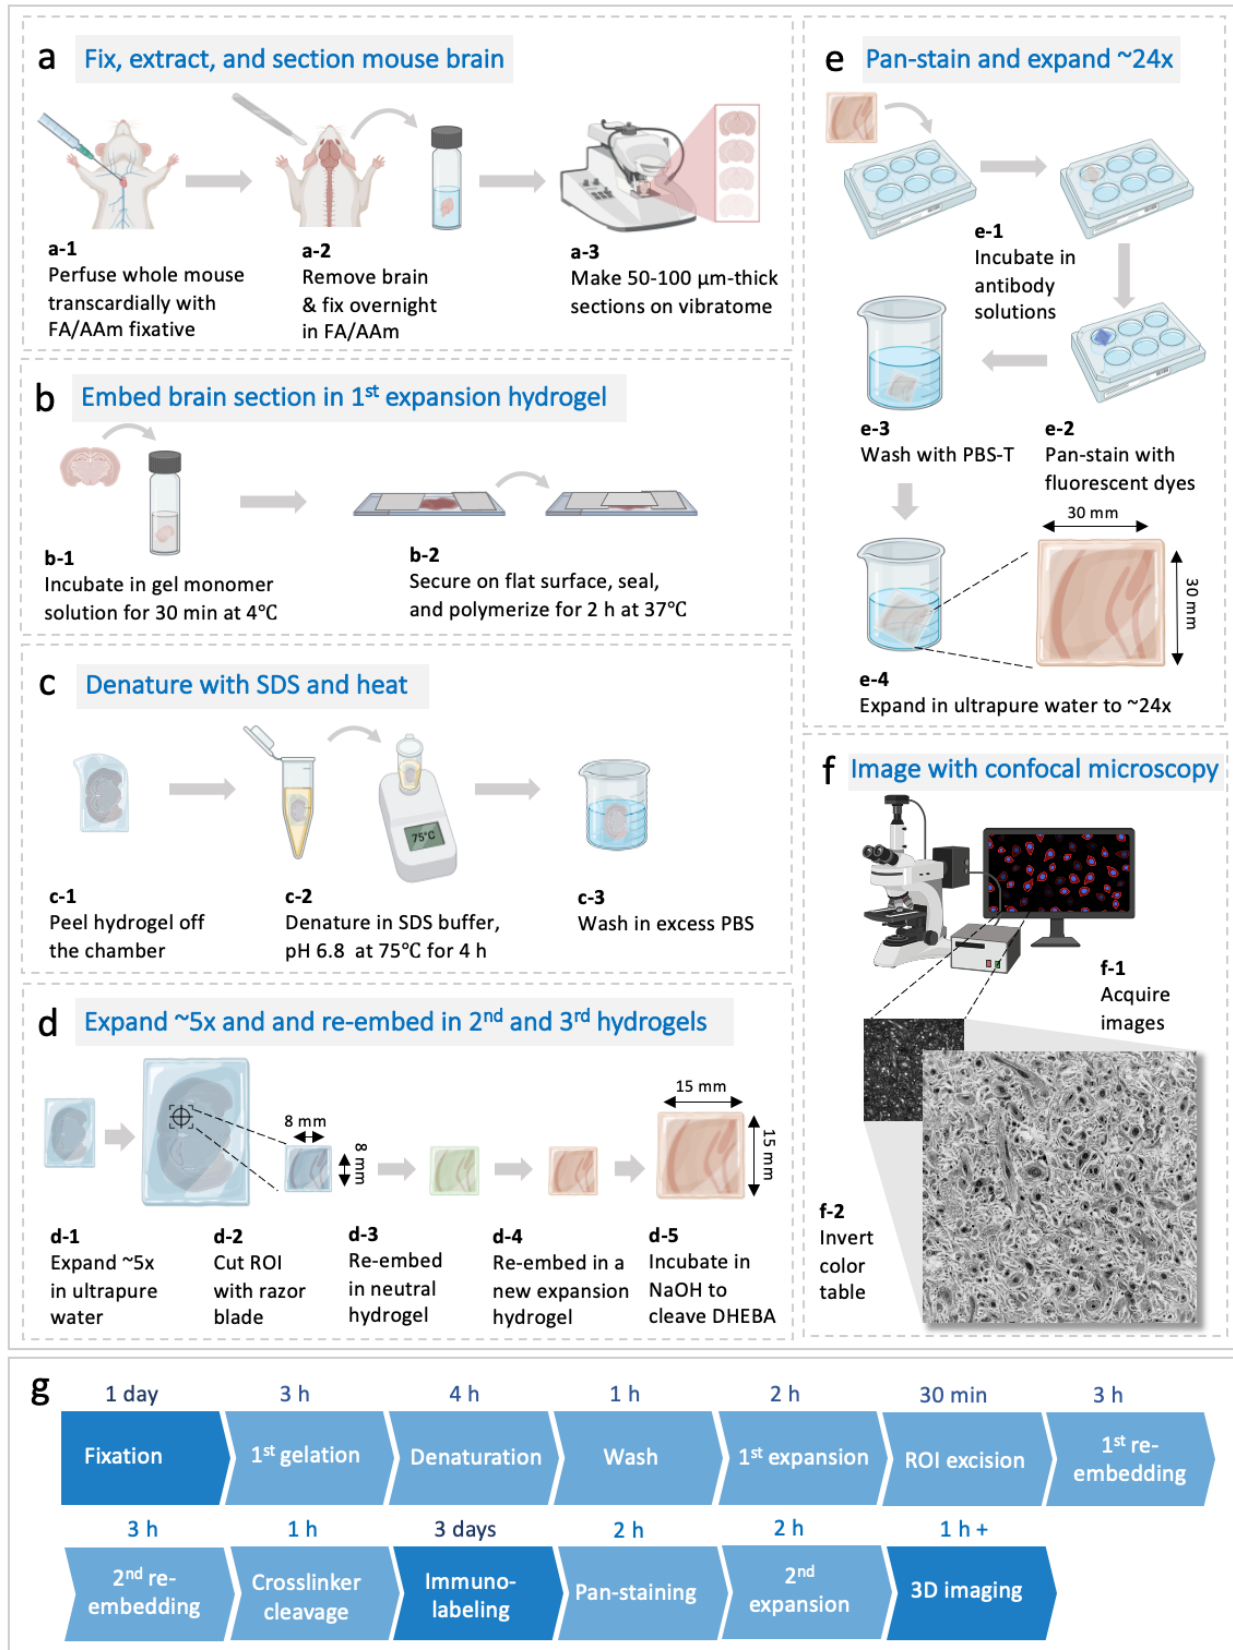 a Fix, extract, and section mouse brain
a-1
Perfuse whole mouse
transcardially with
FA/AAm fixative
a-2
Remove brain
& fix overnight
in FA/AAm
a-3
Make 50-100 µm-thick
sections on vibratome
b Embed brain section in 1st expansion hydrogel
b-1
Incubate in gel monomer
solution for 30 min at 4℃
b-2
Secure on flat surface, seal,
and polymerize for 2 h at 37℃
c Denature with SDS and heat
75°C
c-1
Peel hydrogel off
the chamber
c-2
Denature in SDS buffer,
pH 6.8 at 75℃ for 4 h
c-3
Wash in excess PBS
d Expand ~5x and and re-embed in 2nd and 3rd hydrogels
8 mm
8 mm
15 mm
15 mm
d-1
Expand ~5x
in ultrapure
water
d-2
Cut ROI
with razor
blade
d-3
Re-embed
in neutral
hydrogel
d-4
Re-embed in a
new expansion
hydrogel
d-5
Incubate in
NaOH to
cleave DHEBA
e Pan-stain and expand ~24x
e-1
Incubate in
antibody
solutions
e-3
Wash with PBS-T
e-2
Pan-stain with
fluorescent dyes
30 mm
30 mm
e-4
Expand in ultrapure water to ~24x
f Image with confocal microscopy
f-1
Acquire
images
f-2
Invert
color
table
g
1 day
Fixation
3 h
1st gelation
4 h
Denaturation
1 h
Wash
2 h
1st expansion
30 min
ROI excision
3 h
1st re-
embedding
3 h
2nd re-
embedding
1 h
Crosslinker
cleavage
3 days
Immuno-
labeling
2 h
Pan-staining
2 h
2nd
expansion
1 h +
3D imaging